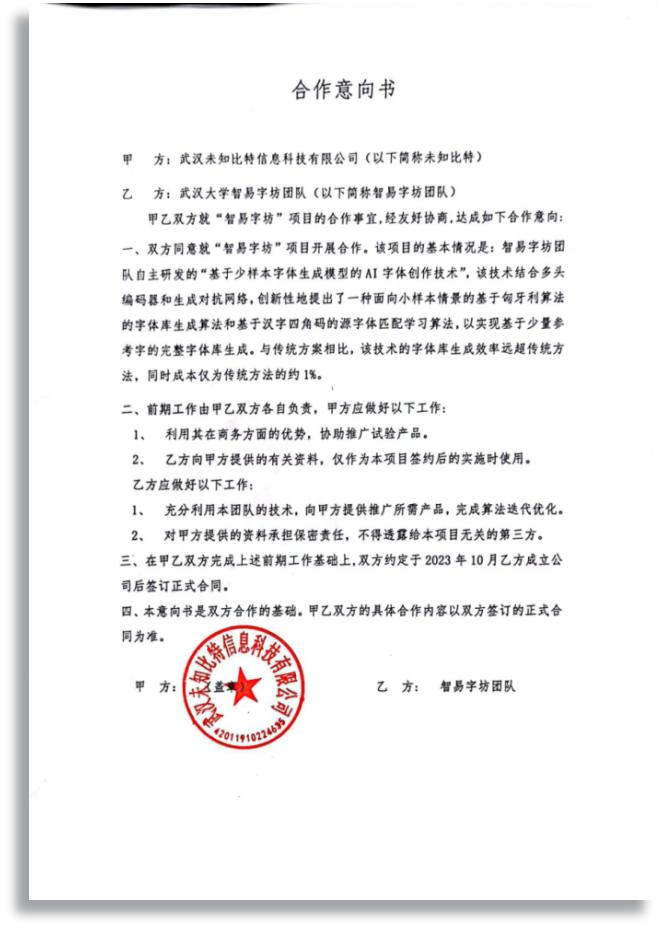 合作意向书
甲 方：武汉未知比特信息科技有限公司（以下简称未知比特）
乙 方：武汉大学智易字坊团队（以下简称智易字坊团队）
甲乙双方就“智易字坊”项目的合作事宜,经友好协商,达成如下合作意向：
一、双方同意就“智易字坊”项目开展合作。该项目的基本情况是：智易字坊团
队自主研发的“基于少样本字体生成模型的AI字体创作技术”，该技术结合多头
编码器和生成对抗网络，创新性地提出了一种面向小样本情景的基于匈牙利算法
的字体库生成算法和基于汉字四角码的源字体匹配学习算法，以实现基于少量参
考字的完整字体库生成。与传统方案相比，该技术的字体库生成效率远超传统方
法，同时成本仅为传统方法的约1%。
二、前期工作由甲乙双方各自负责，甲方应做好以下工作：
1、 利用其在商务方面的优势，协助推广试验产品。
2、 乙方向甲方提供的有关资料，仅作为本项目签约后的实施时使用。
乙方应做好以下工作：
1、 充分利用本团队的技术，向甲方提供推广所需产品，完成算法迭代优化。
2、 对甲方提供的资料承担保密责任，不得透露给本项目无关的第三方。
三、在甲乙双方完成上述前期工作基础上,双方约定于2023年10月乙方成立公
司后签订正式合同。
四、本意向书是双方合作的基础。甲乙双方的具体合作内容以双方签订的正式合
同为准。
甲 方：（盖章） 乙 方： 智易字坊团队
武汉未知比特信息科技有限公司
42011910224635